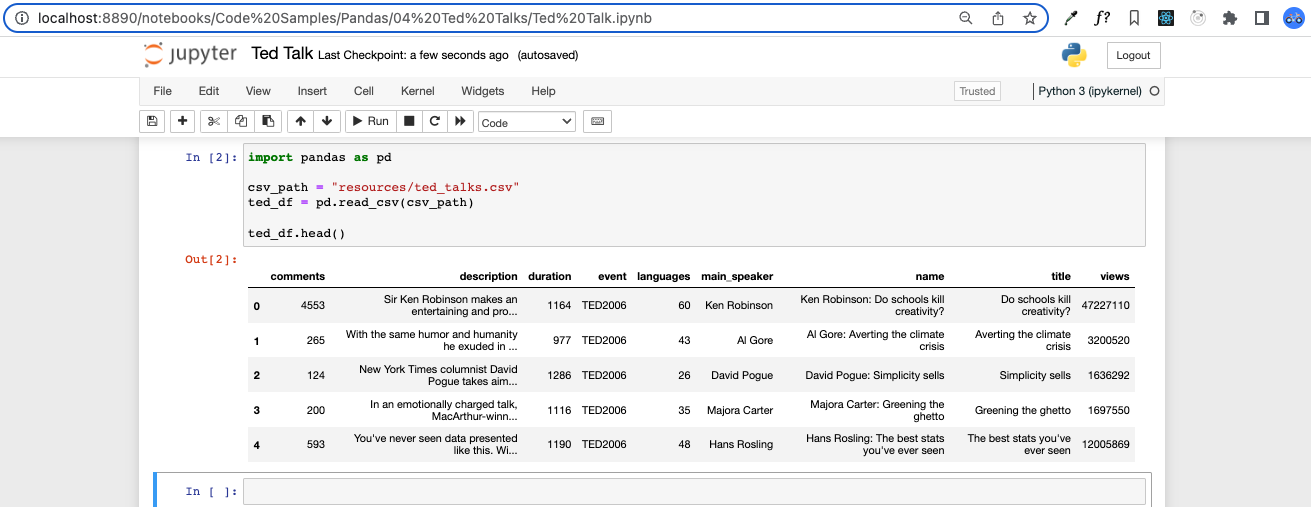 localhost:8890/notebooks/Code%20Samples/Pandas/04%20Ted%20Talks/Ted%20Talk.ipynb
f?
jupyter Ted Talk Last Checkpoint: a few seconds ago (autosaved)
Logout
File Edit View Insert Cell Kernel Widgets Help
Trusted
Python 3 (ipykernel)
Run
Code
In [2]: import pandas as pd
csv_path = "resources/ted_talks.csv"
ted_df = pd.read_csv(csv_path)
ted_df.head()
Out[2]:
comments description duration event languages main_speaker name title views
0 4553 Sir Ken Robinson makes an entertaining and pro... 1164 TED2006 60 Ken Robinson Ken Robinson: Do schools kill creativity? Do schools kill creativity? 47227110
1 265 With the same humor and humanity he exuded in ... 977 TED2006 43 Al Gore Al Gore: Averting the climate crisis Averting the climate crisis 3200520
2 124 New York Times columnist David Pogue takes aim... 1286 TED2006 26 David Pogue David Pogue: Simplicity sells Simplicity sells 1636292
3 200 In an emotionally charged talk, MacArthur-winn... 1116 TED2006 35 Majora Carter Majora Carter: Greening the ghetto Greening the ghetto 1697550
4 593 You've never seen data presented like this. Wi... 1190 TED2006 48 Hans Rosling Hans Rosling: The best stats you've ever seen The best stats you've ever seen 12005869
In [ ]: